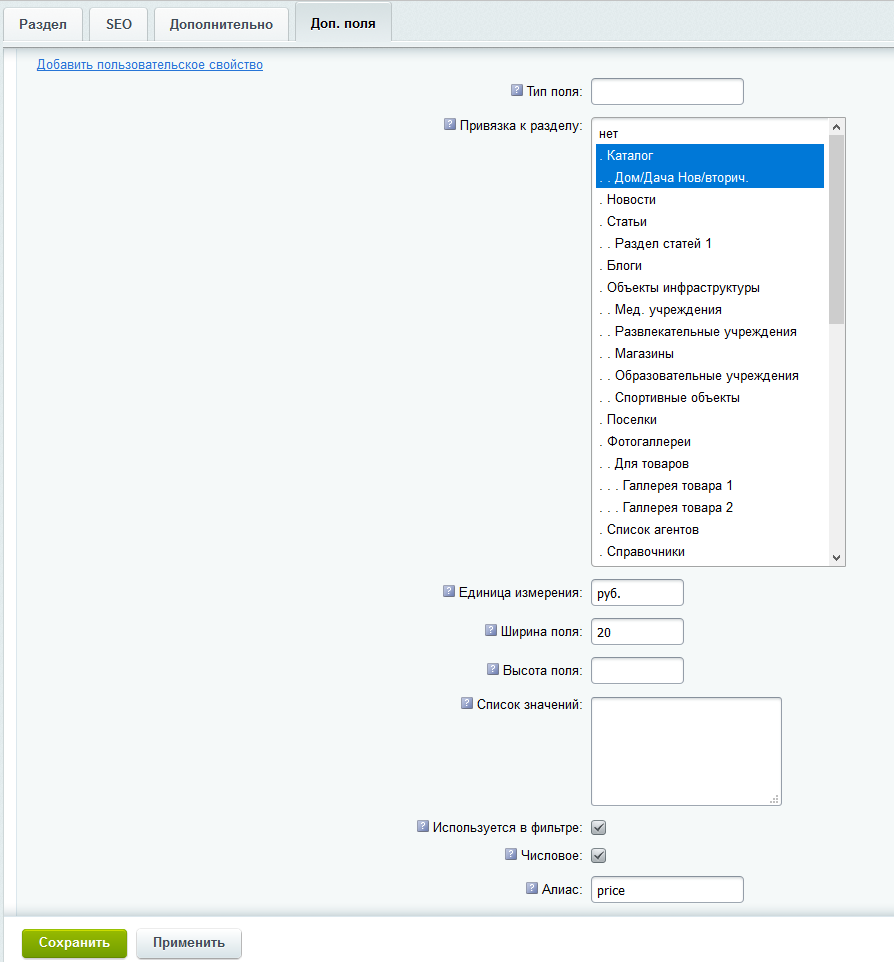 Раздел SEO Дополнительно Доп. поля
Добавить пользовательское свойство
? Тип поля:
? Привязка к разделу:
нет
. Каталог
. . Дом/Дача Нов/вторич.
. Новости
. Статьи
. . Раздел статей 1
. Блоги
. Объекты инфраструктуры
. . Мед. учреждения
. . Развлекательные учреждения
. . Магазины
. . Образовательные учреждения
. . Спортивные объекты
. Поселки
. Фотогаллереи
. . Для товаров
. . . Галлерея товара 1
. . . Галлерея товара 2
. Список агентов
. Справочники
? Единица измерения: руб.
? Ширина поля: 20
? Высота поля:
? Список значений:
? Используется в фильтре:
? Числовое:
? Алиас: price
Сохранить Применить